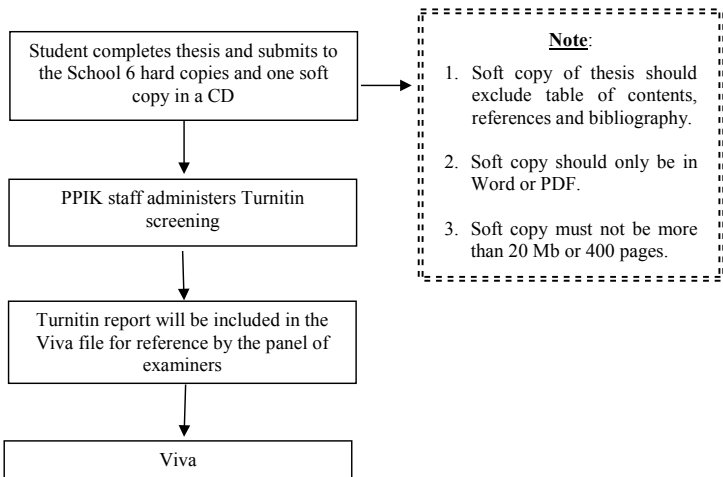 Student completes thesis and submits to
the School 6 hard copies and one soft
copy in a CD
Note:
1. Soft copy of thesis should
exclude table of contents,
references and bibliography.
2. Soft copy should only be in
Word or PDF.
3. Soft copy must not be more
than 20 Mb or 400 pages.
PPIK staff administers Turnitin
screening
Turnitin report will be included in the
Viva file for reference by the panel of
examiners
Viva